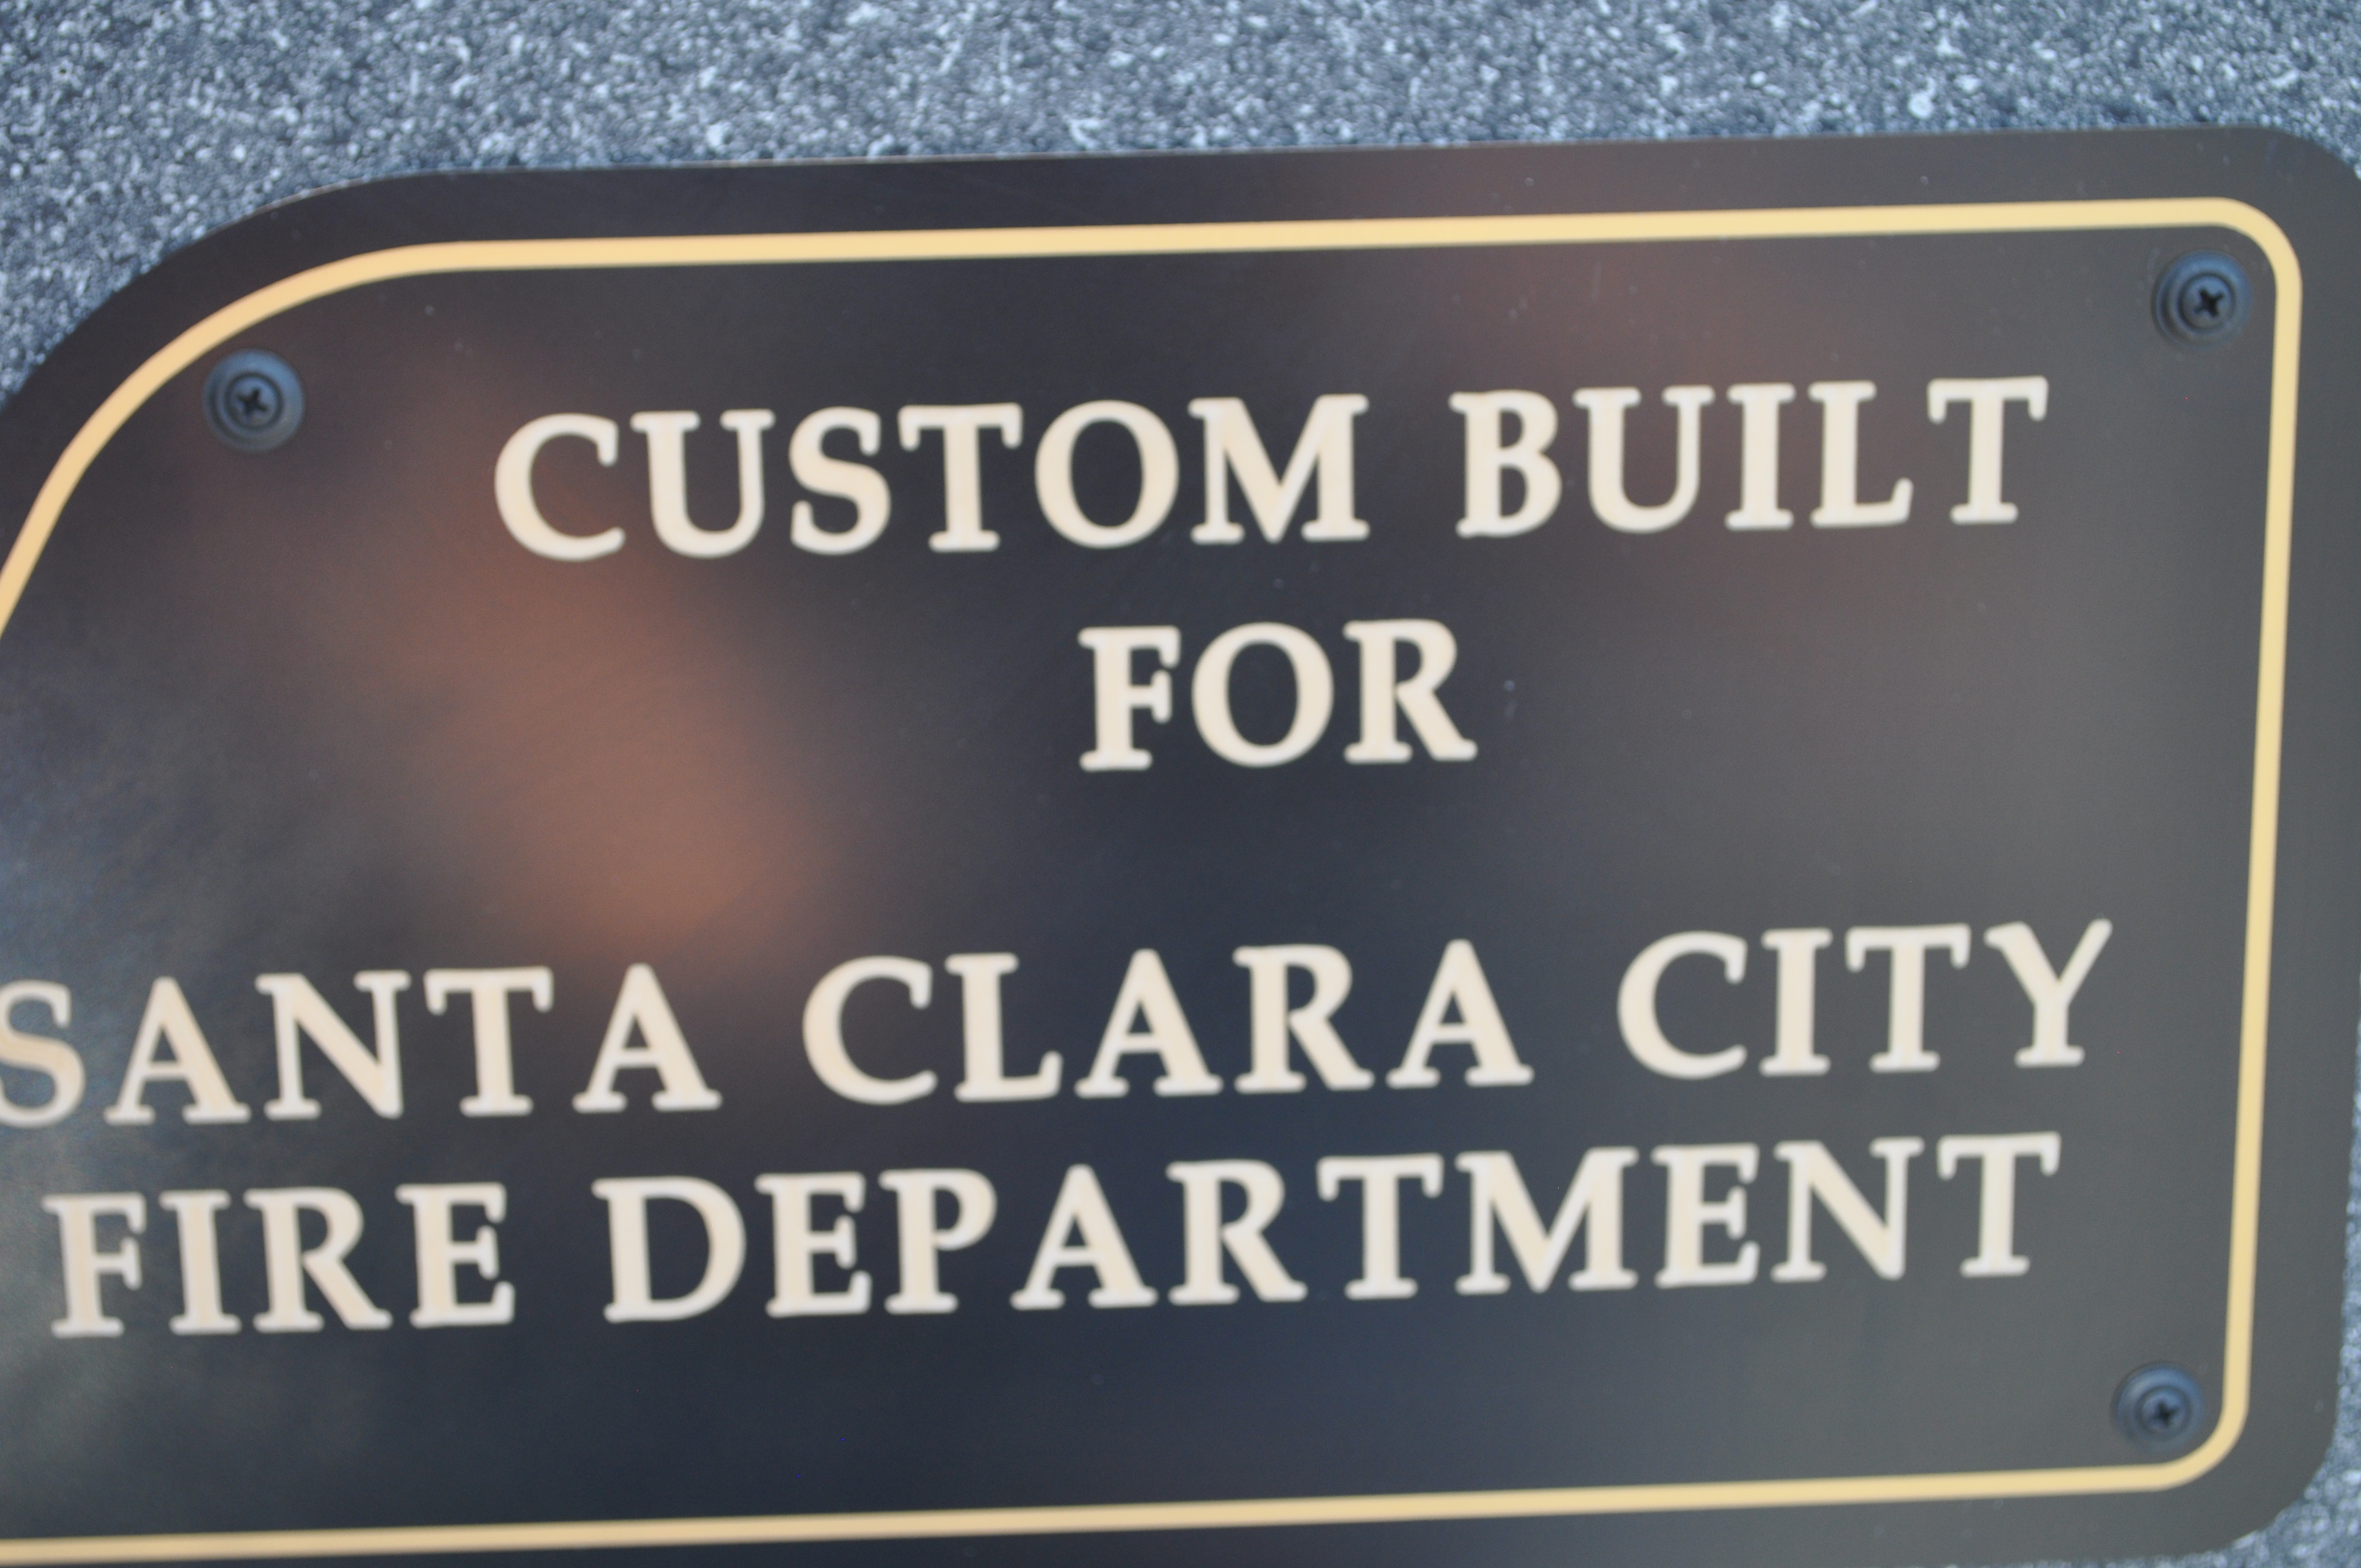 CUSTOM BUILT
FOR
SANTA CLARA CITY
FIRE DEPARTMENT